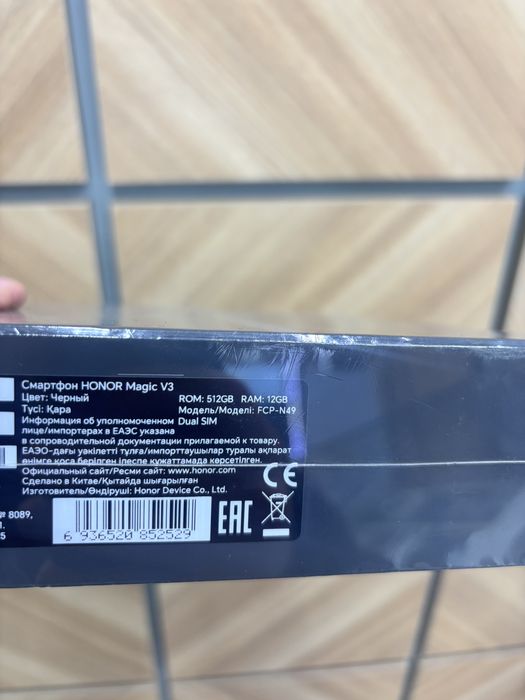 Смартфон HONOR Magic V3
Цвет: Черный ROM: 512GB RAM: 12GB
Түсі: Қара Модель/Моделі: FCP-N49
Информация об уполномоченном Dual SIM
лице/импортерах в ЕАЭС указана
в сопроводительной документации прилагаемой к товару.
ЕАЭО-дағы уәкілетті тұлға/импорттаушылар туралы ақпарат
өнімге қоса берілген ілеспе құжаттамада көрсетілген.
Официальный сайт/Ресми сайт: www.honor.com
Сделано в Китае/Қытайда шығарылған
Изготовитель/Өндіруші: Honor Device Co., Ltd.
CE
№ 8089,
1.
5
6 936520 852529
EAC